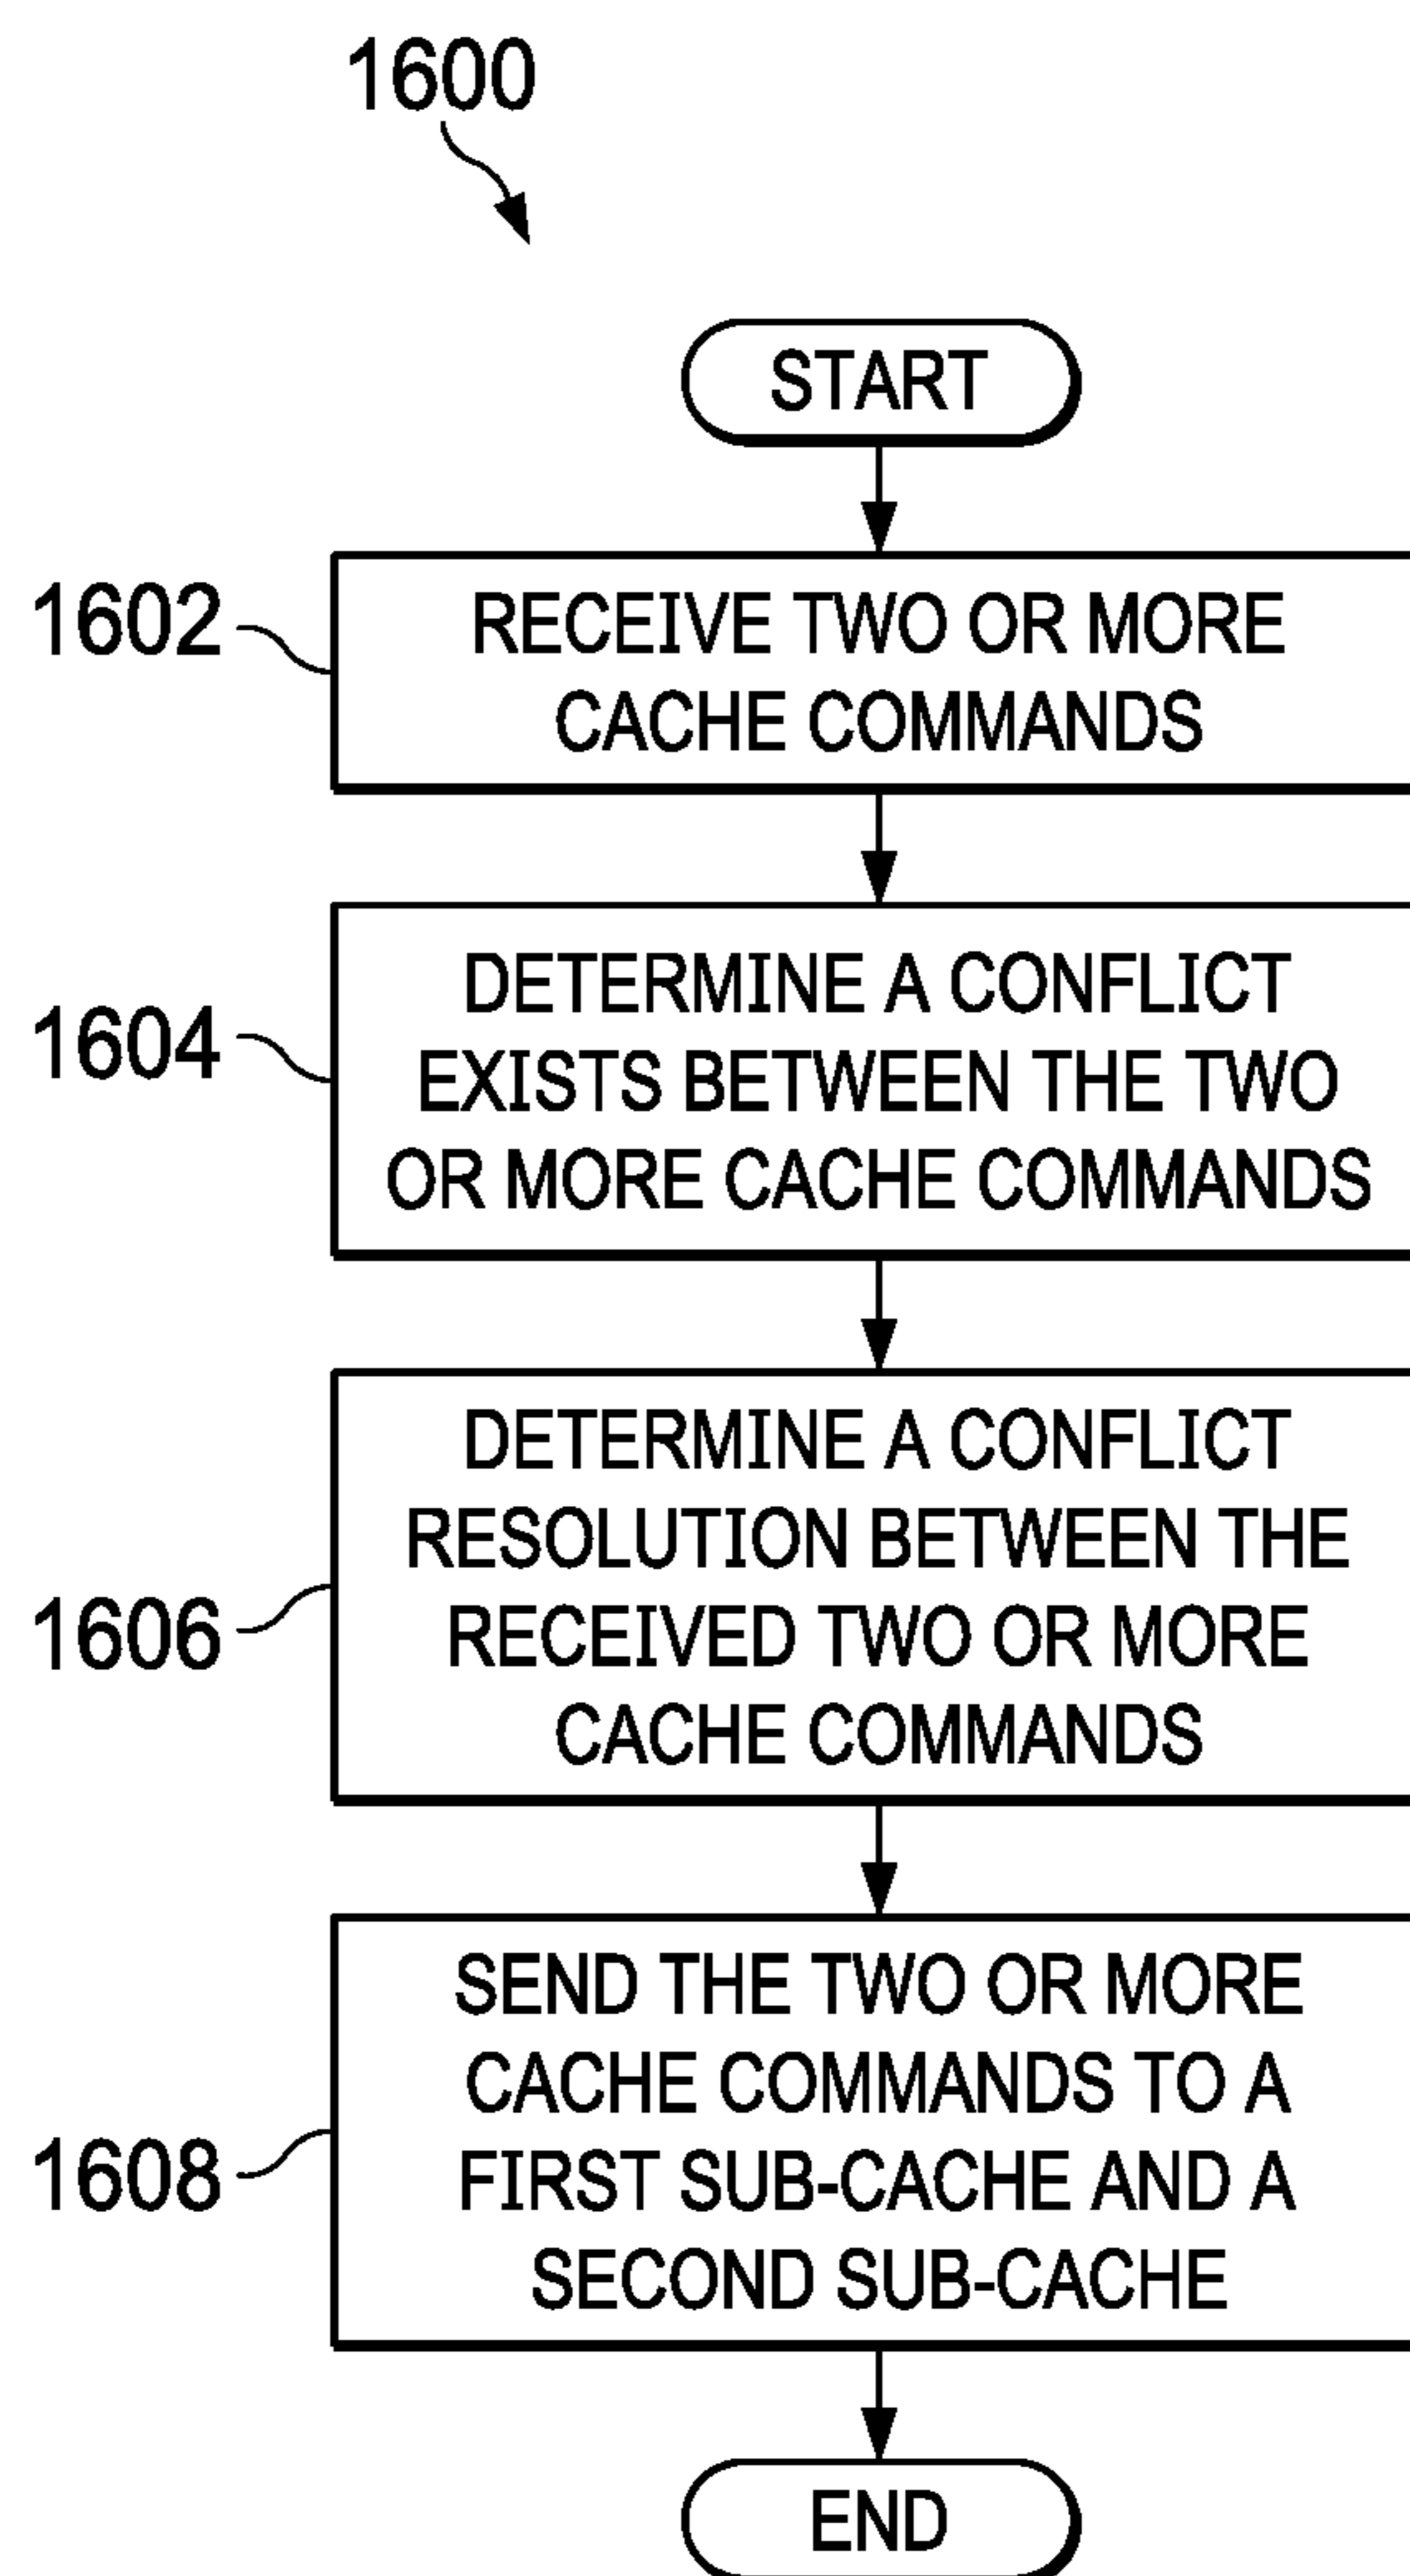 1600
START
1602
RECEIVE TWO OR MORE
CACHE COMMANDS
1604
DETERMINE A CONFLICT
EXISTS BETWEEN THE TWO
OR MORE CACHE COMMANDS
1606
DETERMINE A CONFLICT
RESOLUTION BETWEEN THE
RECEIVED TWO OR MORE
CACHE COMMANDS
1608
SEND THE TWO OR MORE
CACHE COMMANDS TO A
FIRST SUB-CACHE AND A
SECOND SUB-CACHE
END